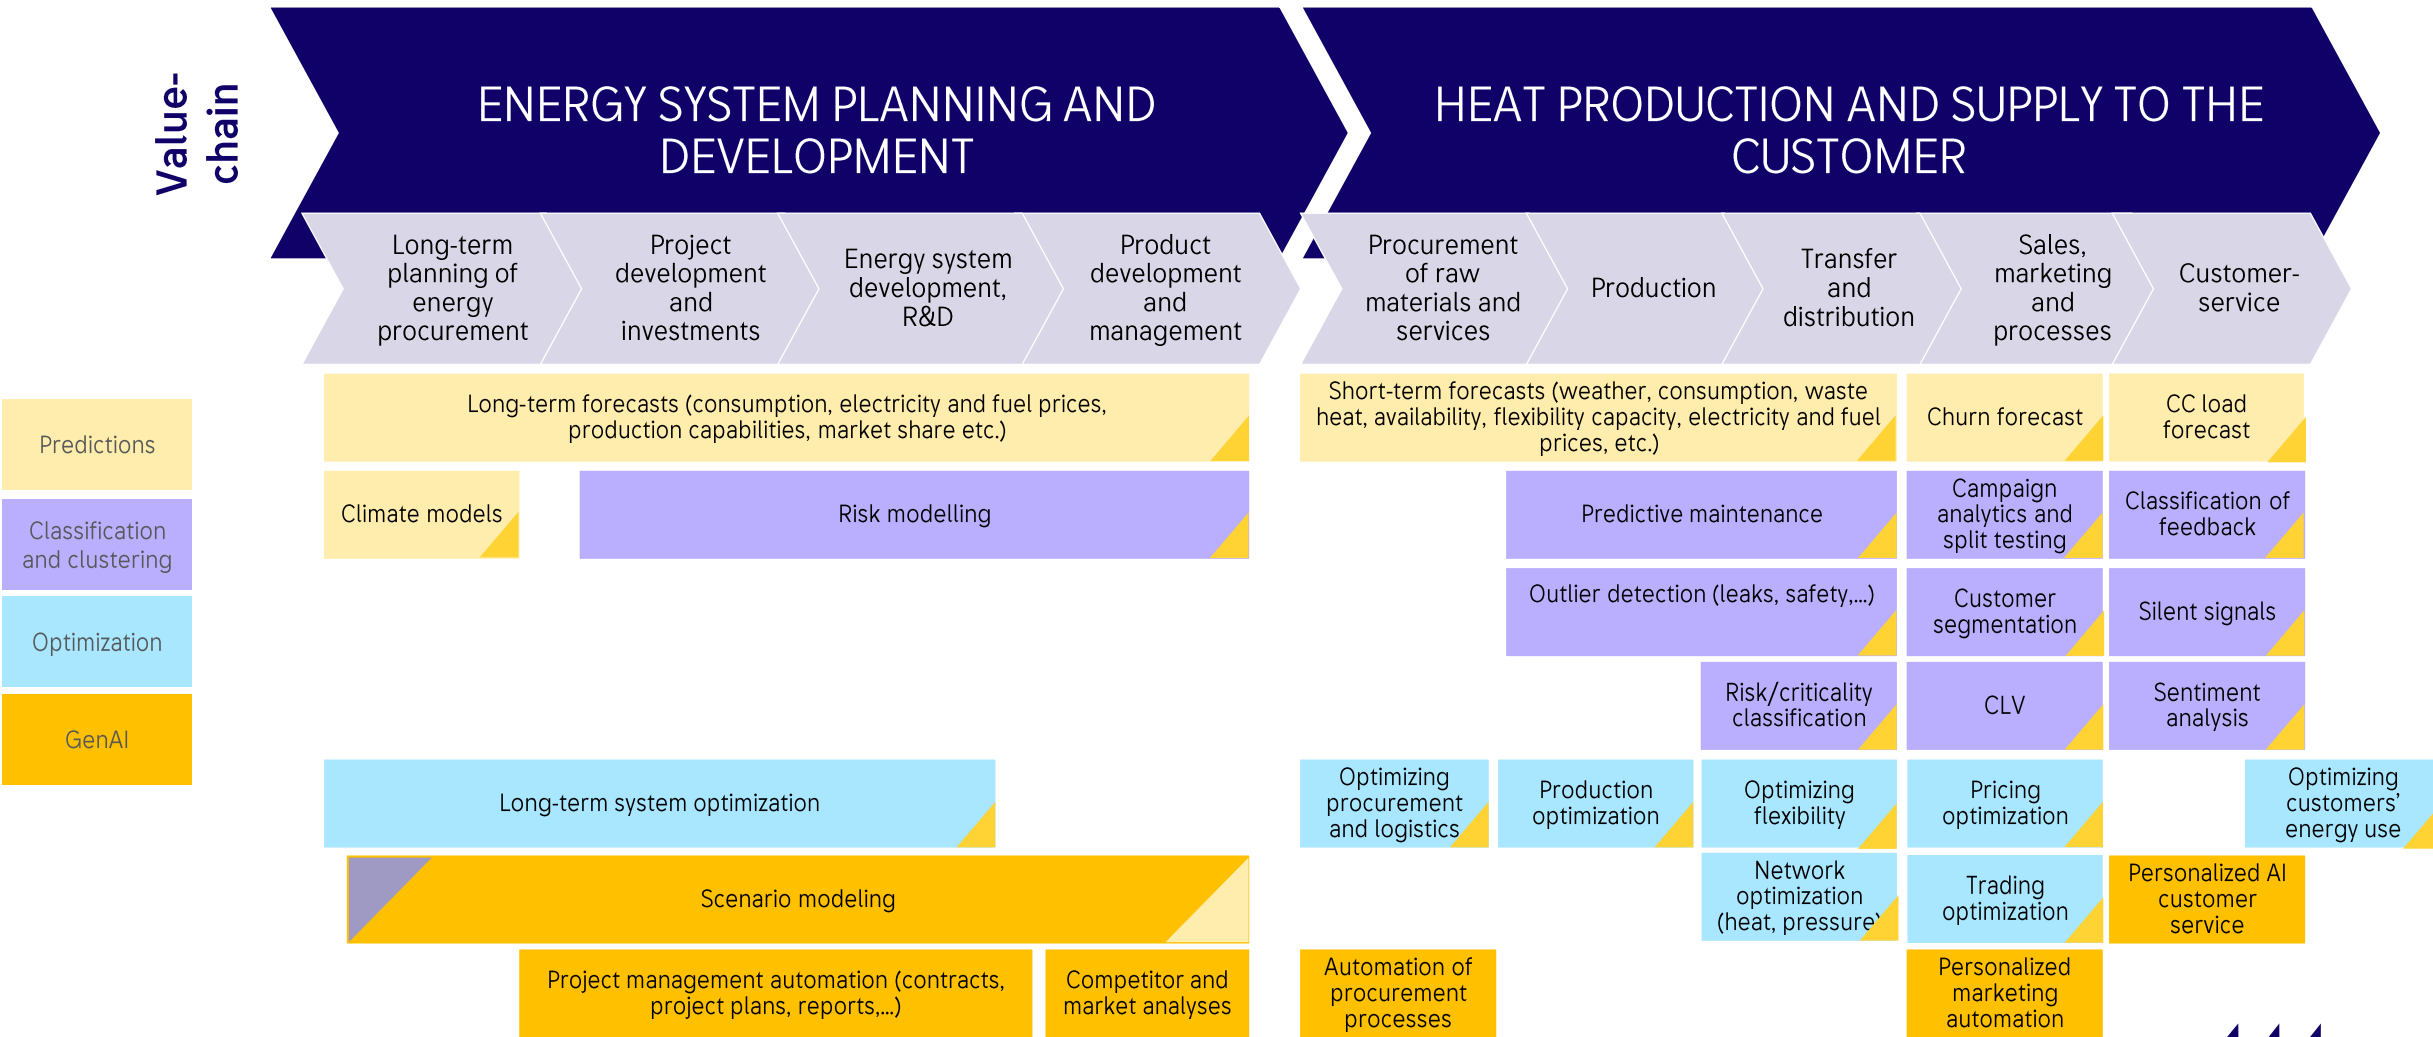 Value-
chain
ENERGY SYSTEM PLANNING AND
DEVELOPMENT
HEAT PRODUCTION AND SUPPLY TO THE
CUSTOMER
Long-term
planning of
energy
procurement
Project
development
and
investments
Energy system
development,
R&D
Product
development
and
management
Procurement
of raw
materials and
services
Production
Transfer
and
distribution
Sales,
marketing
and
processes
Customer-
service
Predictions
Classification
and clustering
Optimization
GenAI
Long-term forecasts (consumption, electricity and fuel prices,
production capabilities, market share etc.)
Short-term forecasts (weather, consumption, waste
heat, availability, flexibility capacity, electricity and fuel
prices, etc.)
Churn forecast
CC load
forecast
Climate models
Risk modelling
Predictive maintenance
Campaign
analytics and
split testing
Classification of
feedback
Outlier detection (leaks, safety,...)
Customer
segmentation
Silent signals
Risk/criticality
classification
CLV
Sentiment
analysis
Long-term system optimization
Optimizing
procurement
and logistics
Production
optimization
Optimizing
flexibility
Pricing
optimization
Optimizing
customers’
energy use
Scenario modeling
Network
optimization
(heat, pressure)
Trading
optimization
Personalized AI
customer
service
Project management automation (contracts,
project plans, reports,...)
Competitor and
market analyses
Automation of
procurement
processes
Personalized
marketing
automation